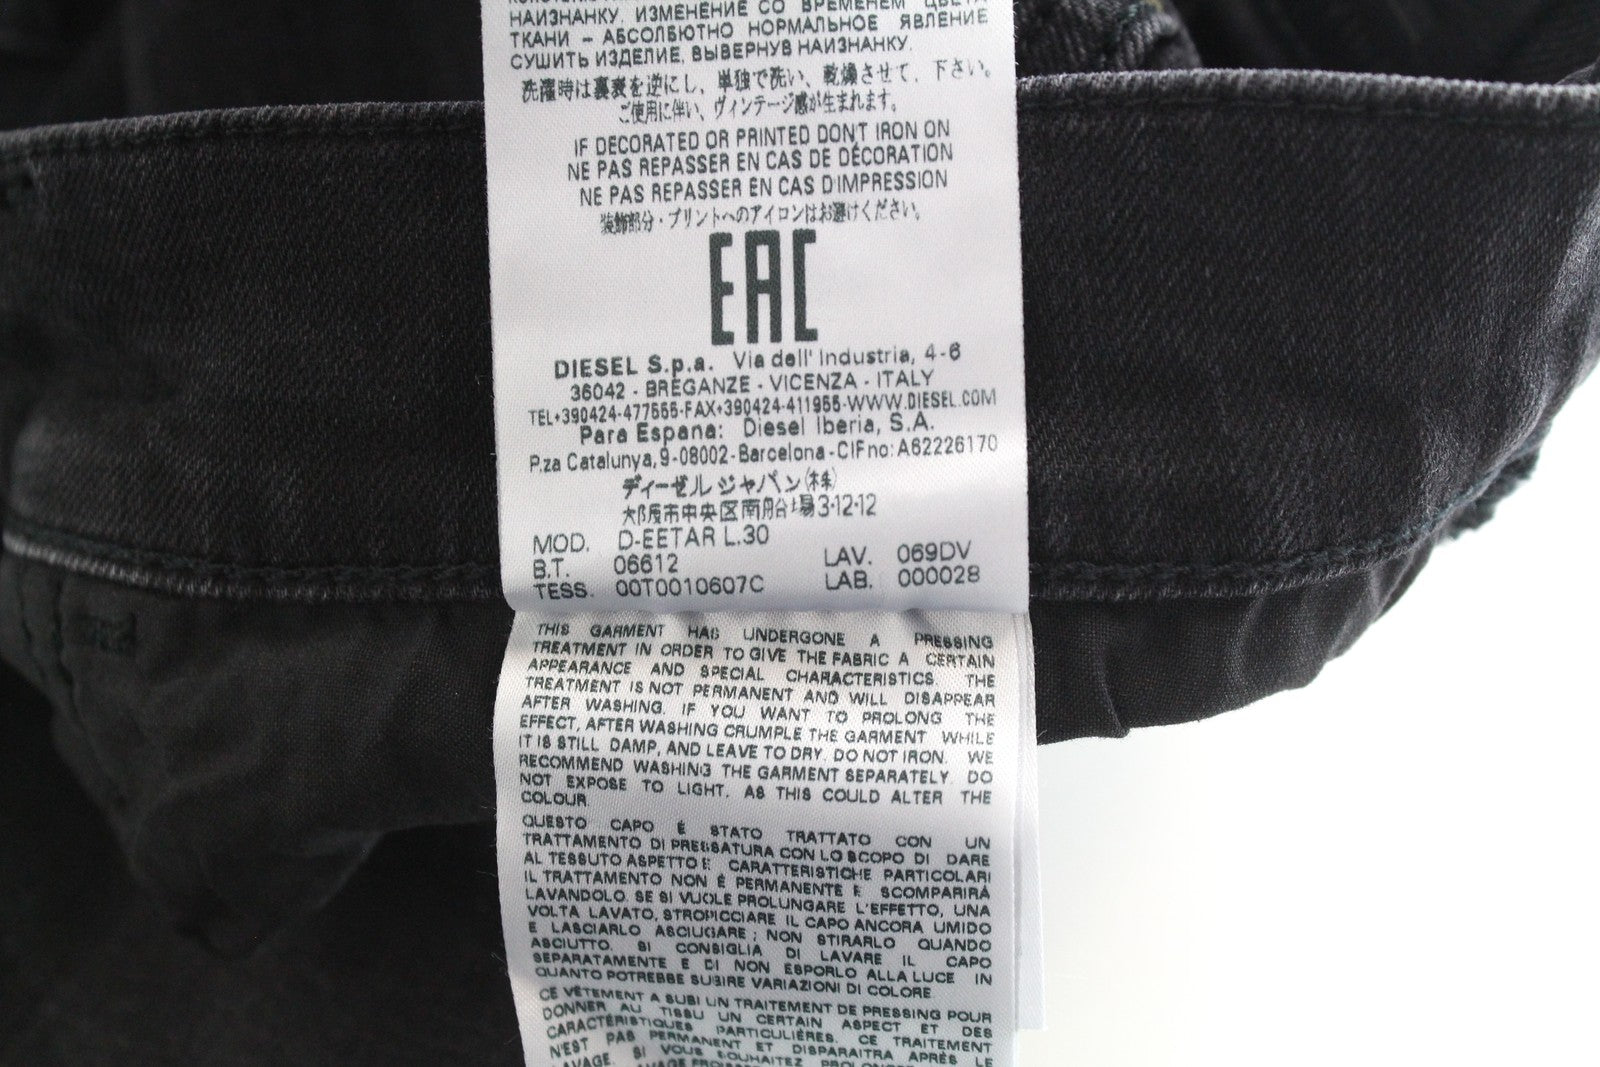 НАИЗНАНКУ, ИЗМЕНЕНИЕ СО ВРЕМЕНЕМ ЦВЕТА
ТКАНИ - АБСОЛЮТНО НОРМАЛЬНОЕ ЯВЛЕНИЕ
СУШИТЬ ИЗДЕЛИЕ, ВЫВЕРНУВ НАИЗНАНКУ.
洗濯時は裏表を逆にし、単独で洗い、乾燥させて、下さい。
ご使用に伴い、ヴィンテージ感が生まれます。
IF DECORATED OR PRINTED DON'T IRON ON
NE PAS REPASSER EN CAS DE DÉCORATION
NE PAS REPASSER EN CAS D'IMPRESSION
装飾部分・プリントへのアイロンはお避けください。
EAC
DIESEL S.p.a. Via dell' Industria, 4-6
36042 - BREGANZE - VICENZA - ITALY
TEL+390424-477555-FAX+390424-411955-WWW.DIESEL.COM
Para Espana: Diesel Iberia, S.A.
P.za Catalunya, 9-08002-Barcelona-CIF no: A62226170
ディーゼル ジャパン(株)
大阪市中央区南船場3-12-12
MOD. D-EETAR L.30
B.T. 06612 LAV. 069DV
TESS. 00T0010607C LAB. 000028
THIS GARMENT HAS UNDERGONE A PRESSING
TREATMENT IN ORDER TO GIVE THE FABRIC A CERTAIN
APPEARANCE AND SPECIAL CHARACTERISTICS. THE
TREATMENT IS NOT PERMANENT AND WILL DISAPPEAR
AFTER WASHING. IF YOU WANT TO PROLONG THE
EFFECT, AFTER WASHING CRUMPLE THE GARMENT WHILE
IT IS STILL DAMP, AND LEAVE TO DRY. DO NOT IRON. WE
RECOMMEND WASHING THE GARMENT SEPARATELY. DO
NOT EXPOSE TO LIGHT, AS THIS COULD ALTER THE
COLOUR.
QUESTO CAPO È STATO TRATTATO CON UN
TRATTAMENTO DI PRESSATURA CON LO SCOPO DI DARE
AL TESSUTO ASPETTO E CARATTERISTICHE PARTICOLARI
IL TRATTAMENTO NON È PERMANENTE E SCOMPARIRÀ
LAVANDOLO. SE SI VUOLE PROLUNGARE L'EFFETTO, UNA
VOLTA LAVATO, STROPICCIARE IL CAPO ANCORA UMIDO
E LASCIARLO ASCIUGARE; NON STIRARLO QUANDO
ASCIUTTO. SI CONSIGLIA DI LAVARE IL CAPO
SEPARATAMENTE E DI NON ESPORLO ALLA LUCE IN
QUANTO POTREBBE SUBIRE VARIAZIONI DI COLORE.
CE VÊTEMENT A SUBI UN TRAITEMENT DE PRESSING POUR
DONNER AU TISSU UN CERTAIN ASPECT ET DES
CARACTÉRISTIQUES PARTICULIÈRES. CE TRAITEMENT
N'EST PAS PERMANENT ET DISPARAITRA APRÈS LE
LAVAGE. SI VOUS SOUHAITEZ